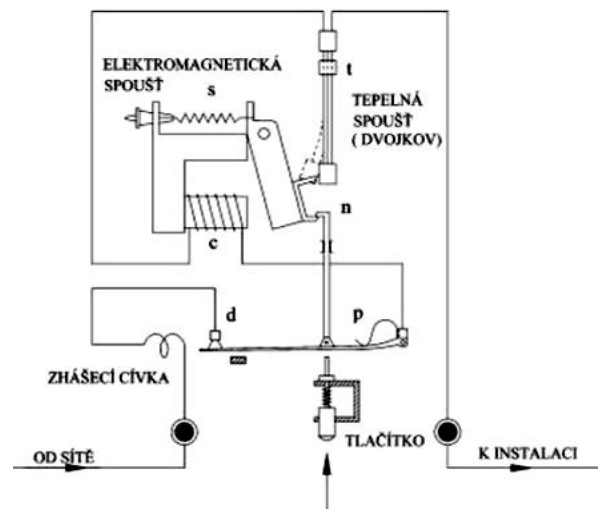 ELEKTROMAGNETICKÁ
SPOUŠŤ
s
t
TEPELNÁ
SPOUŠŤ
( DVOJKOV)
n
c
d
p
ZHÁŠECÍ CÍVKA
TLAČÍTKO
OD SÍTĚ
K INSTALACI